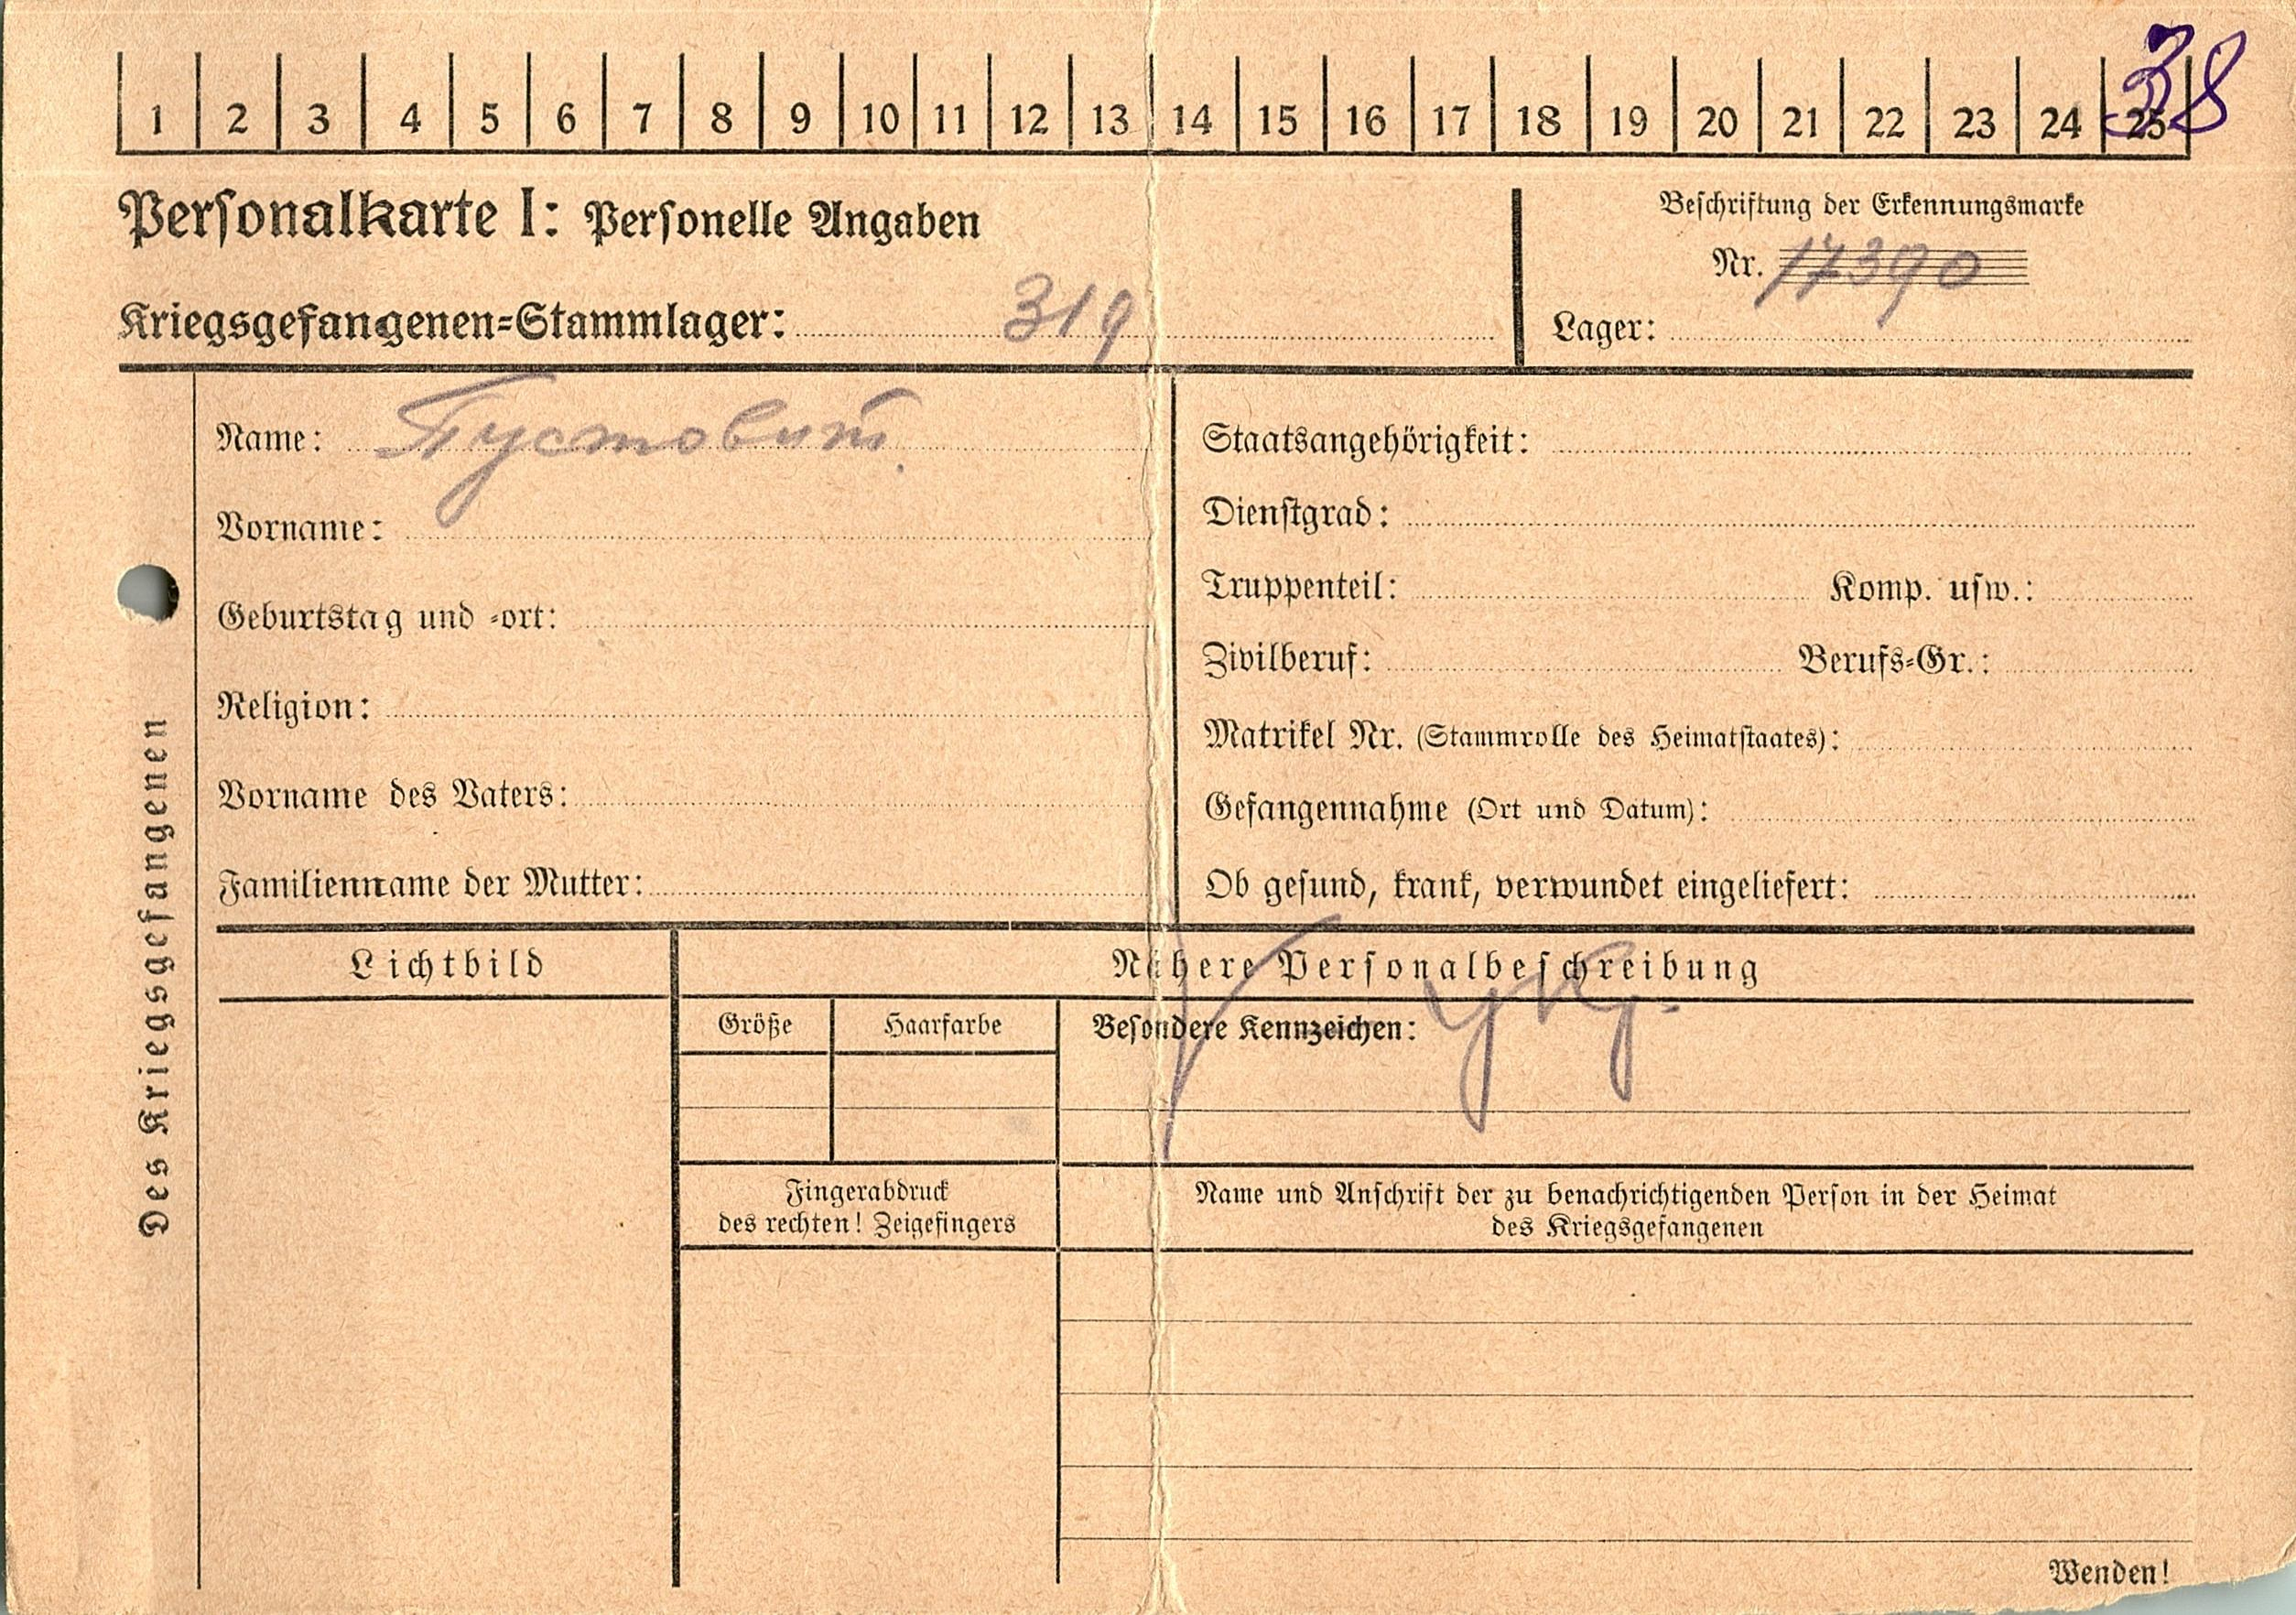 38
1 2 3 4 5 6 7 8 9 10 11 12 13 14 15 16 17 18 19 20 21 22 23 24 25
Personalkarte I: Personelle Angaben
Kriegsgefangenen=Stammlager: 319
Beschriftung der Erkennungsmarke
Nr. 17390
Lager:
Des Kriegsgefangenen
Name: Пустовит.
Vorname:
Geburtstag und =ort:
Religion:
Vorname des Vaters:
Familienname der Mutter:
Staatsangehörigkeit:
Dienstgrad:
Truppenteil: Komp. usw.:
Zivilberuf: Berufs=Gr.:
Matrikel Nr. (Stammrolle des Heimatstaates):
Gefangennahme (Ort und Datum):
Ob gesund, krank, verwundet eingeliefert:
Lichtbild
Nähere Personalbeschreibung
Größe
Haarfarbe
Besondere Kennzeichen:
Fingerabdruck
des rechten! Zeigefingers
Name und Anschrift der zu benachrichtigenden Person in der Heimat
des Kriegsgefangenen
Wenden!